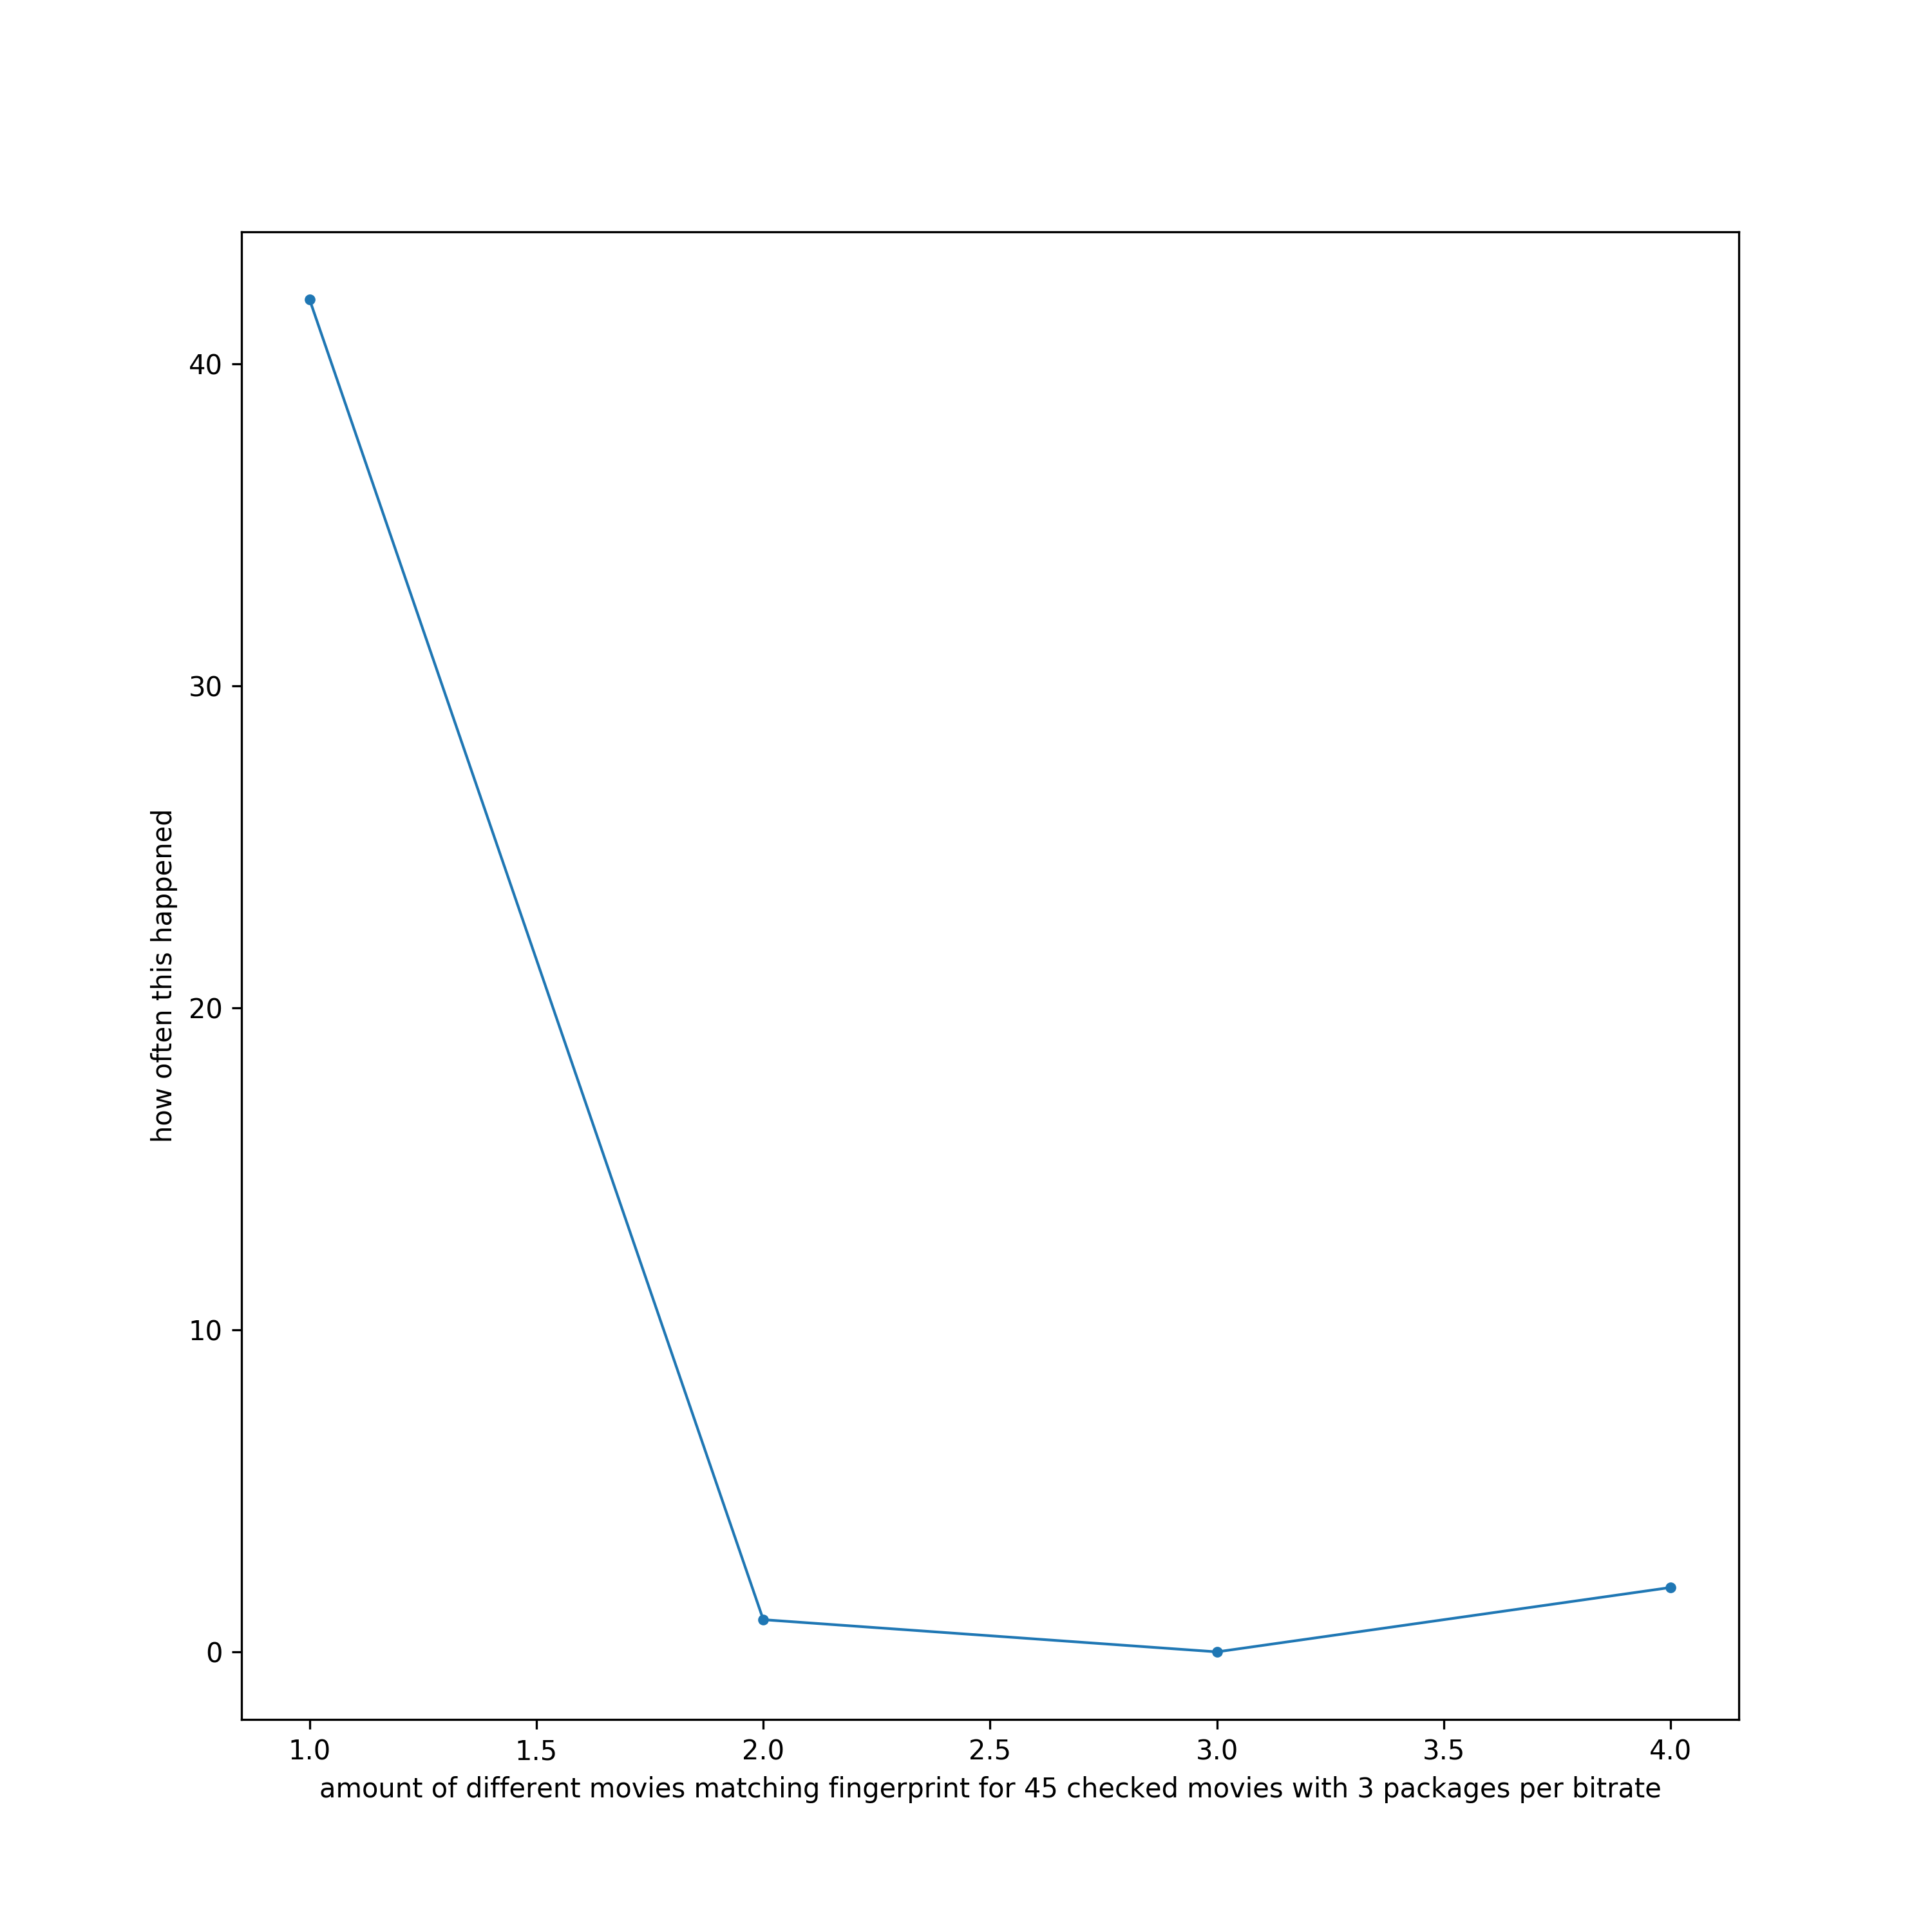 40
30
20
10
0
how often this happened
1.0 1.5 2.0 2.5 3.0 3.5 4.0
amount of different movies matching fingerprint for 45 checked movies with 3 packages per bitrate